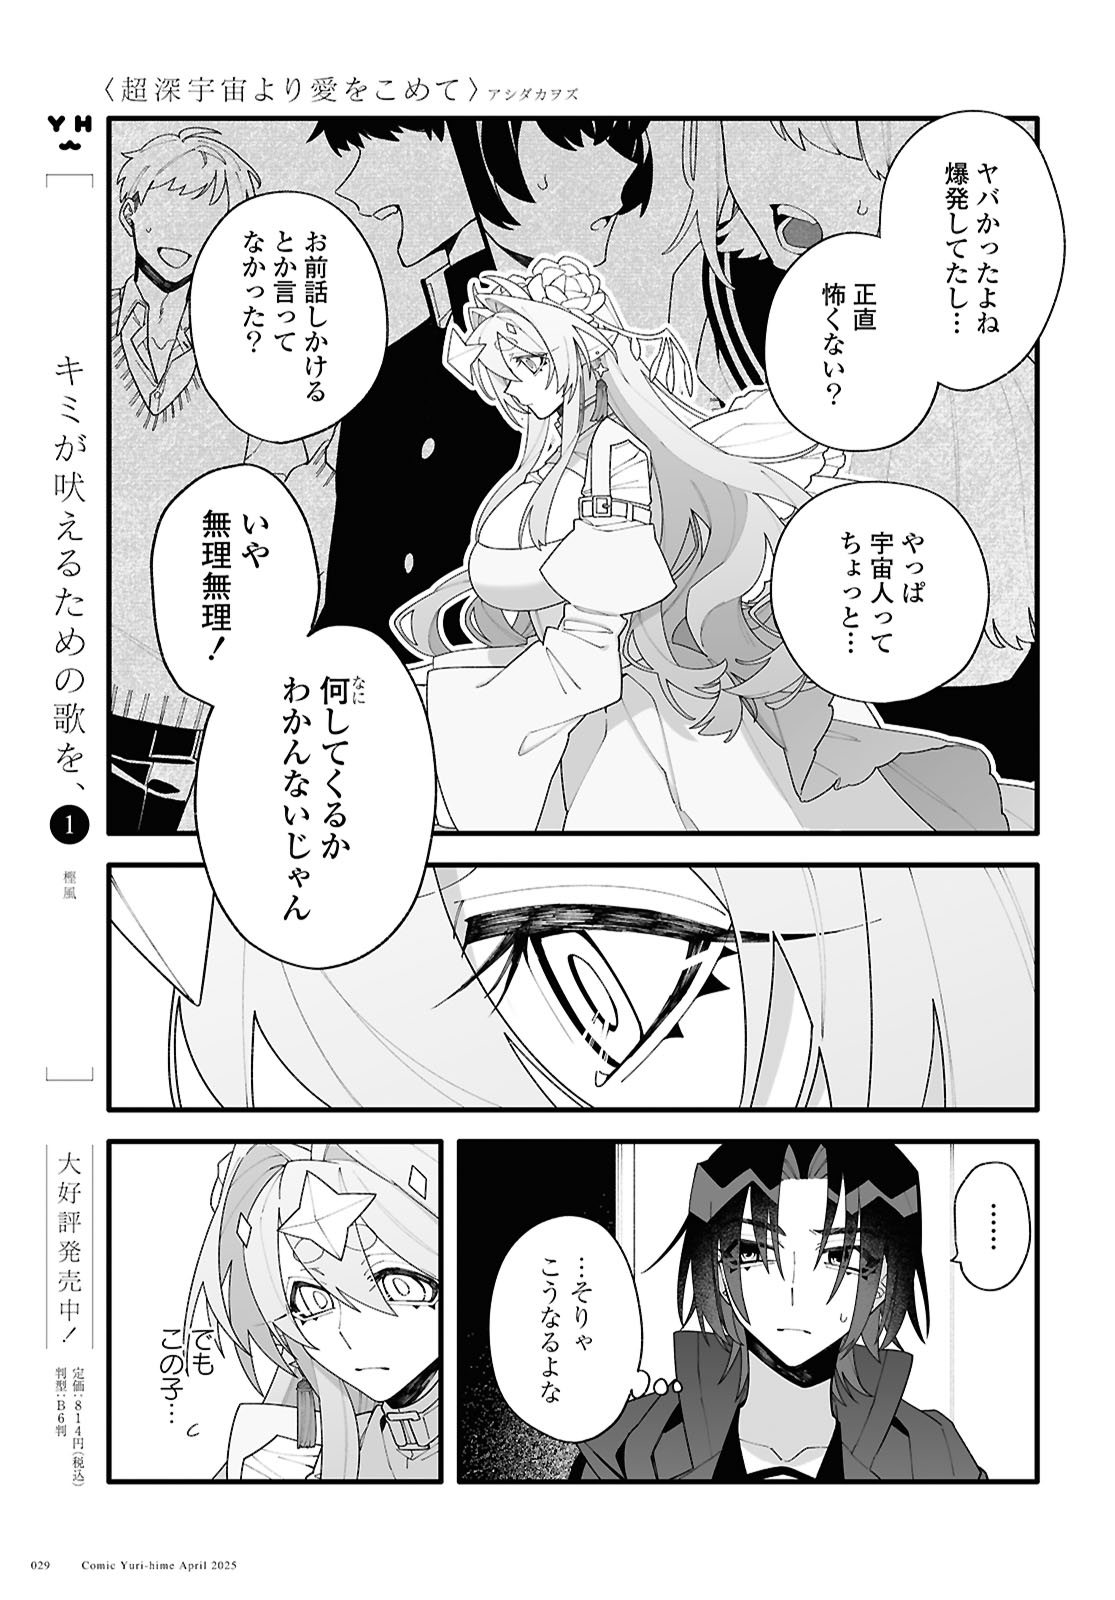 〈超深宇宙より愛をこめて〉アシダカヲズ
ヤバかったよね
爆発してたし…
正直
怖くない？
お前話しかける
とか言って
なかった？
やっぱ
宇宙人って
ちょっと…
いや
無理無理！
何してくるか
なに
わかんないじゃん
………
…そりゃ
こうなるよな
でも
この子…
YH
キミが吠えるための歌を、
1
樫風
大好評発売中！
定価：814円（税込）
判型：B6判
029 Comic Yuri-hime April 2025